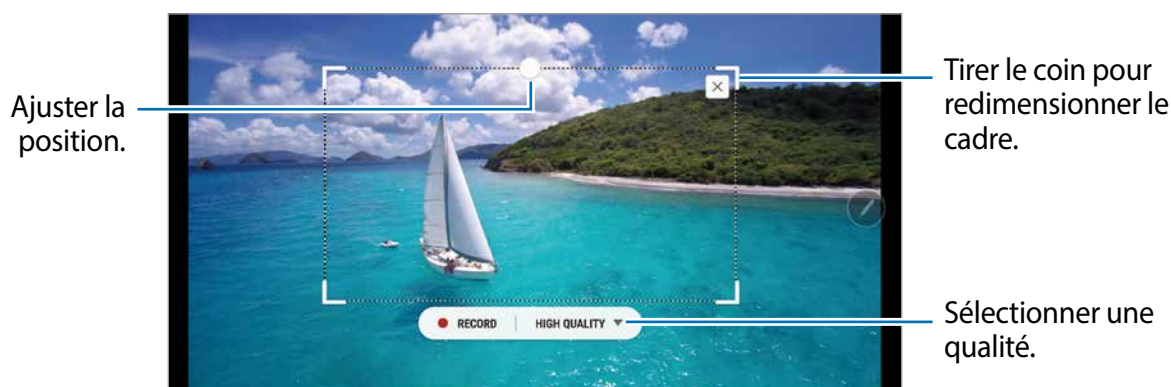 Ajuster la
position.
Tirer le coin pour
redimensionner le
cadre.
RECORD
HIGH QUALITY
Sélectionner une
qualité.